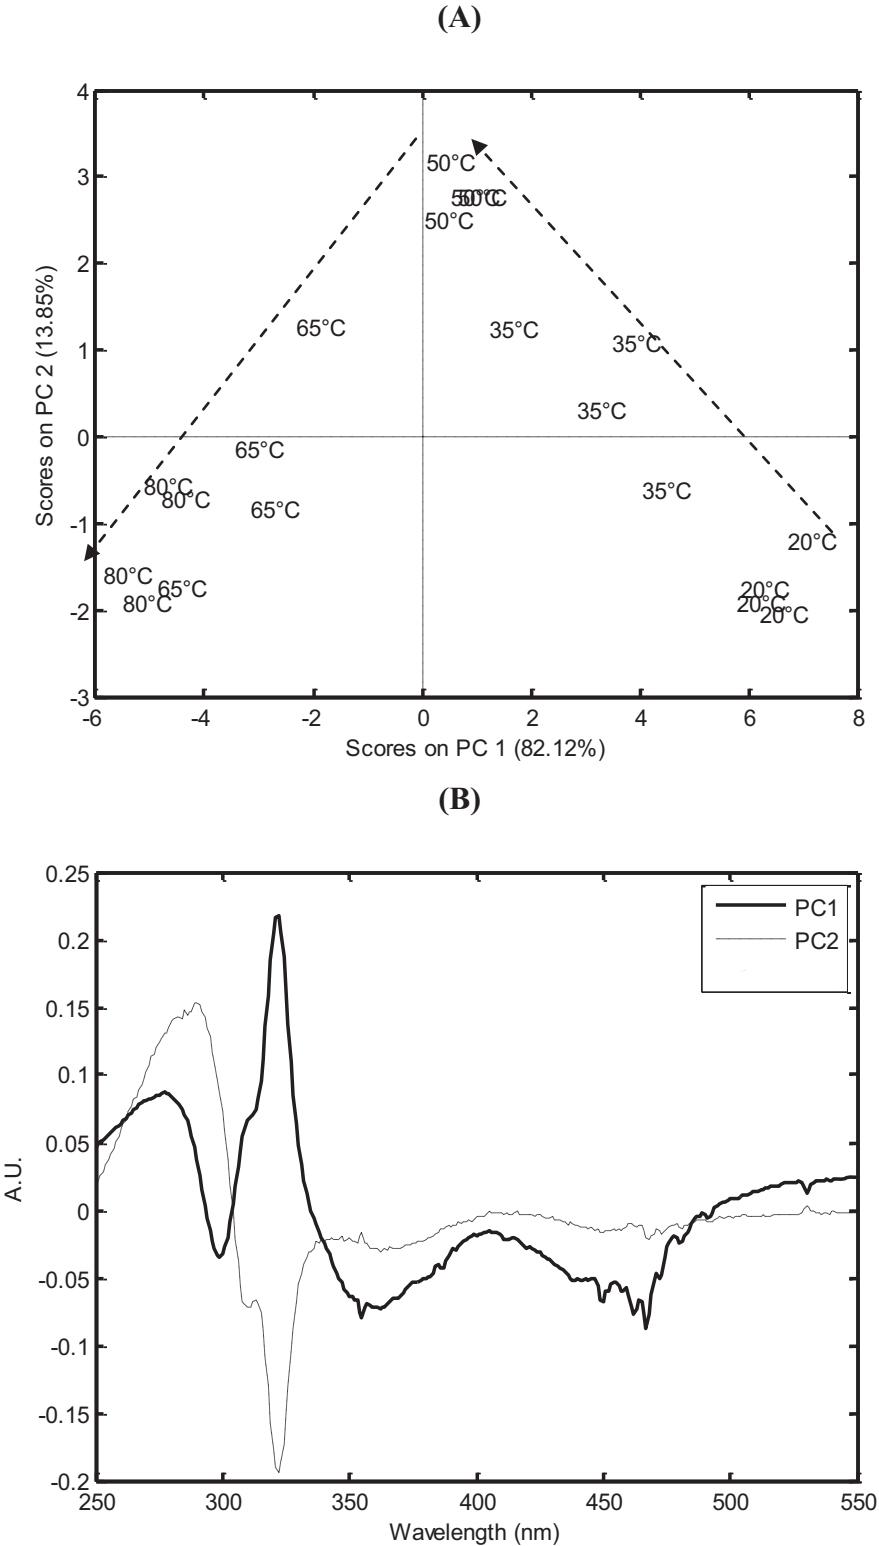 (A)
4
3
2
1
0
-1
-2
-3
Scores on PC 2 (13.85%)
50°C
50°C 50°C
50°C
65°C
35°C
35°C
35°C
65°C
80°C
80°C
65°C
35°C
20°C
80°C
65°C
80°C
20°C
20°C
20°C
-6 -4 -2 0 2 4 6 8
Scores on PC 1 (82.12%)
(B)
0.25
0.2
0.15
0.1
0.05
0
-0.05
-0.1
-0.15
-0.2
A.U.
PC1
PC2
250 300 350 400 450 500 550
Wavelength (nm)